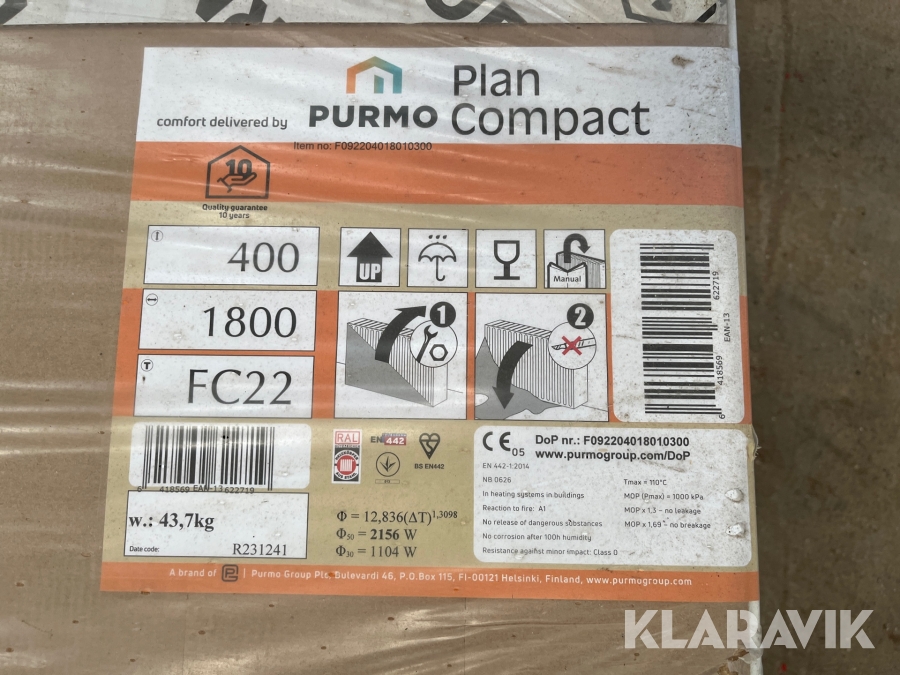 comfort delivered by PURMO Plan Compact
Item no: F092204018010300
10
Quality guarantee
10 years
400
1800
FC22
UP
Manual
1
2
6 418569 622719
EAN-13
6 418569 EAN-13 622719
RAL
EN 442
BS EN442
w.: 43,7kg
Date code: R231241
Φ = 12,836(ΔT)1,3098
Φ50 = 2156 W
Φ30 = 1104 W
CE 05 DoP nr.: F092204018010300
www.purmogroup.com/DoP
EN 442-1:2014
NB 0626
In heating systems in buildings
Reaction to fire: A1
No release of dangerous substances
No corrosion after 100h humidity
Resistance against minor impact: Class 0
Tmax = 110°C
MOP (Pmax) = 1000 kPa
MOP x 1,3 – no leakage
MOP x 1,69 – no breakage
A brand of | Purmo Group Plc, Bulevardi 46, P.O.Box 115, FI-00121 Helsinki, Finland, www.purmogroup.com
KLARAVIK